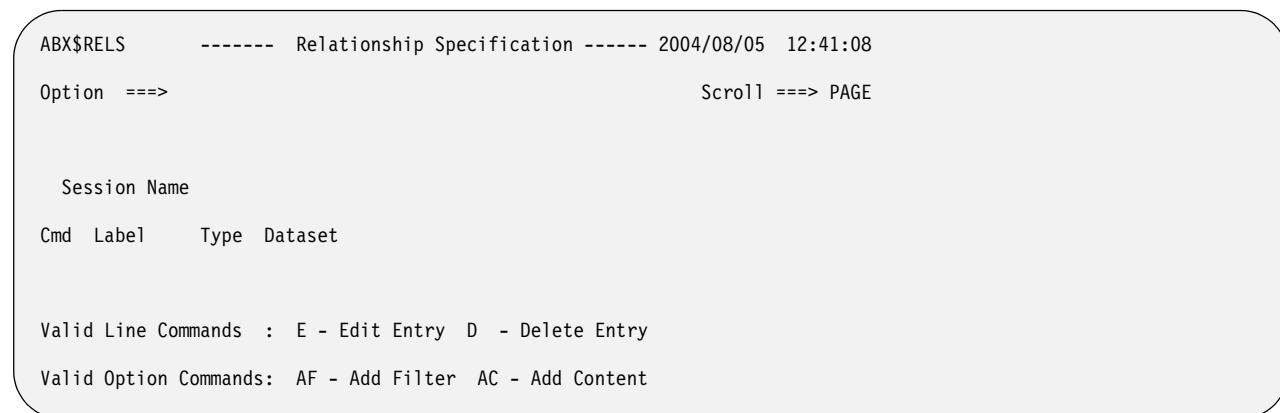 ABX$RELS ------- Relationship Specification ------ 2004/08/05 12:41:08
Option ===> Scroll ===> PAGE
Session Name
Cmd Label Type Dataset
Valid Line Commands : E - Edit Entry D - Delete Entry
Valid Option Commands: AF - Add Filter AC - Add Content